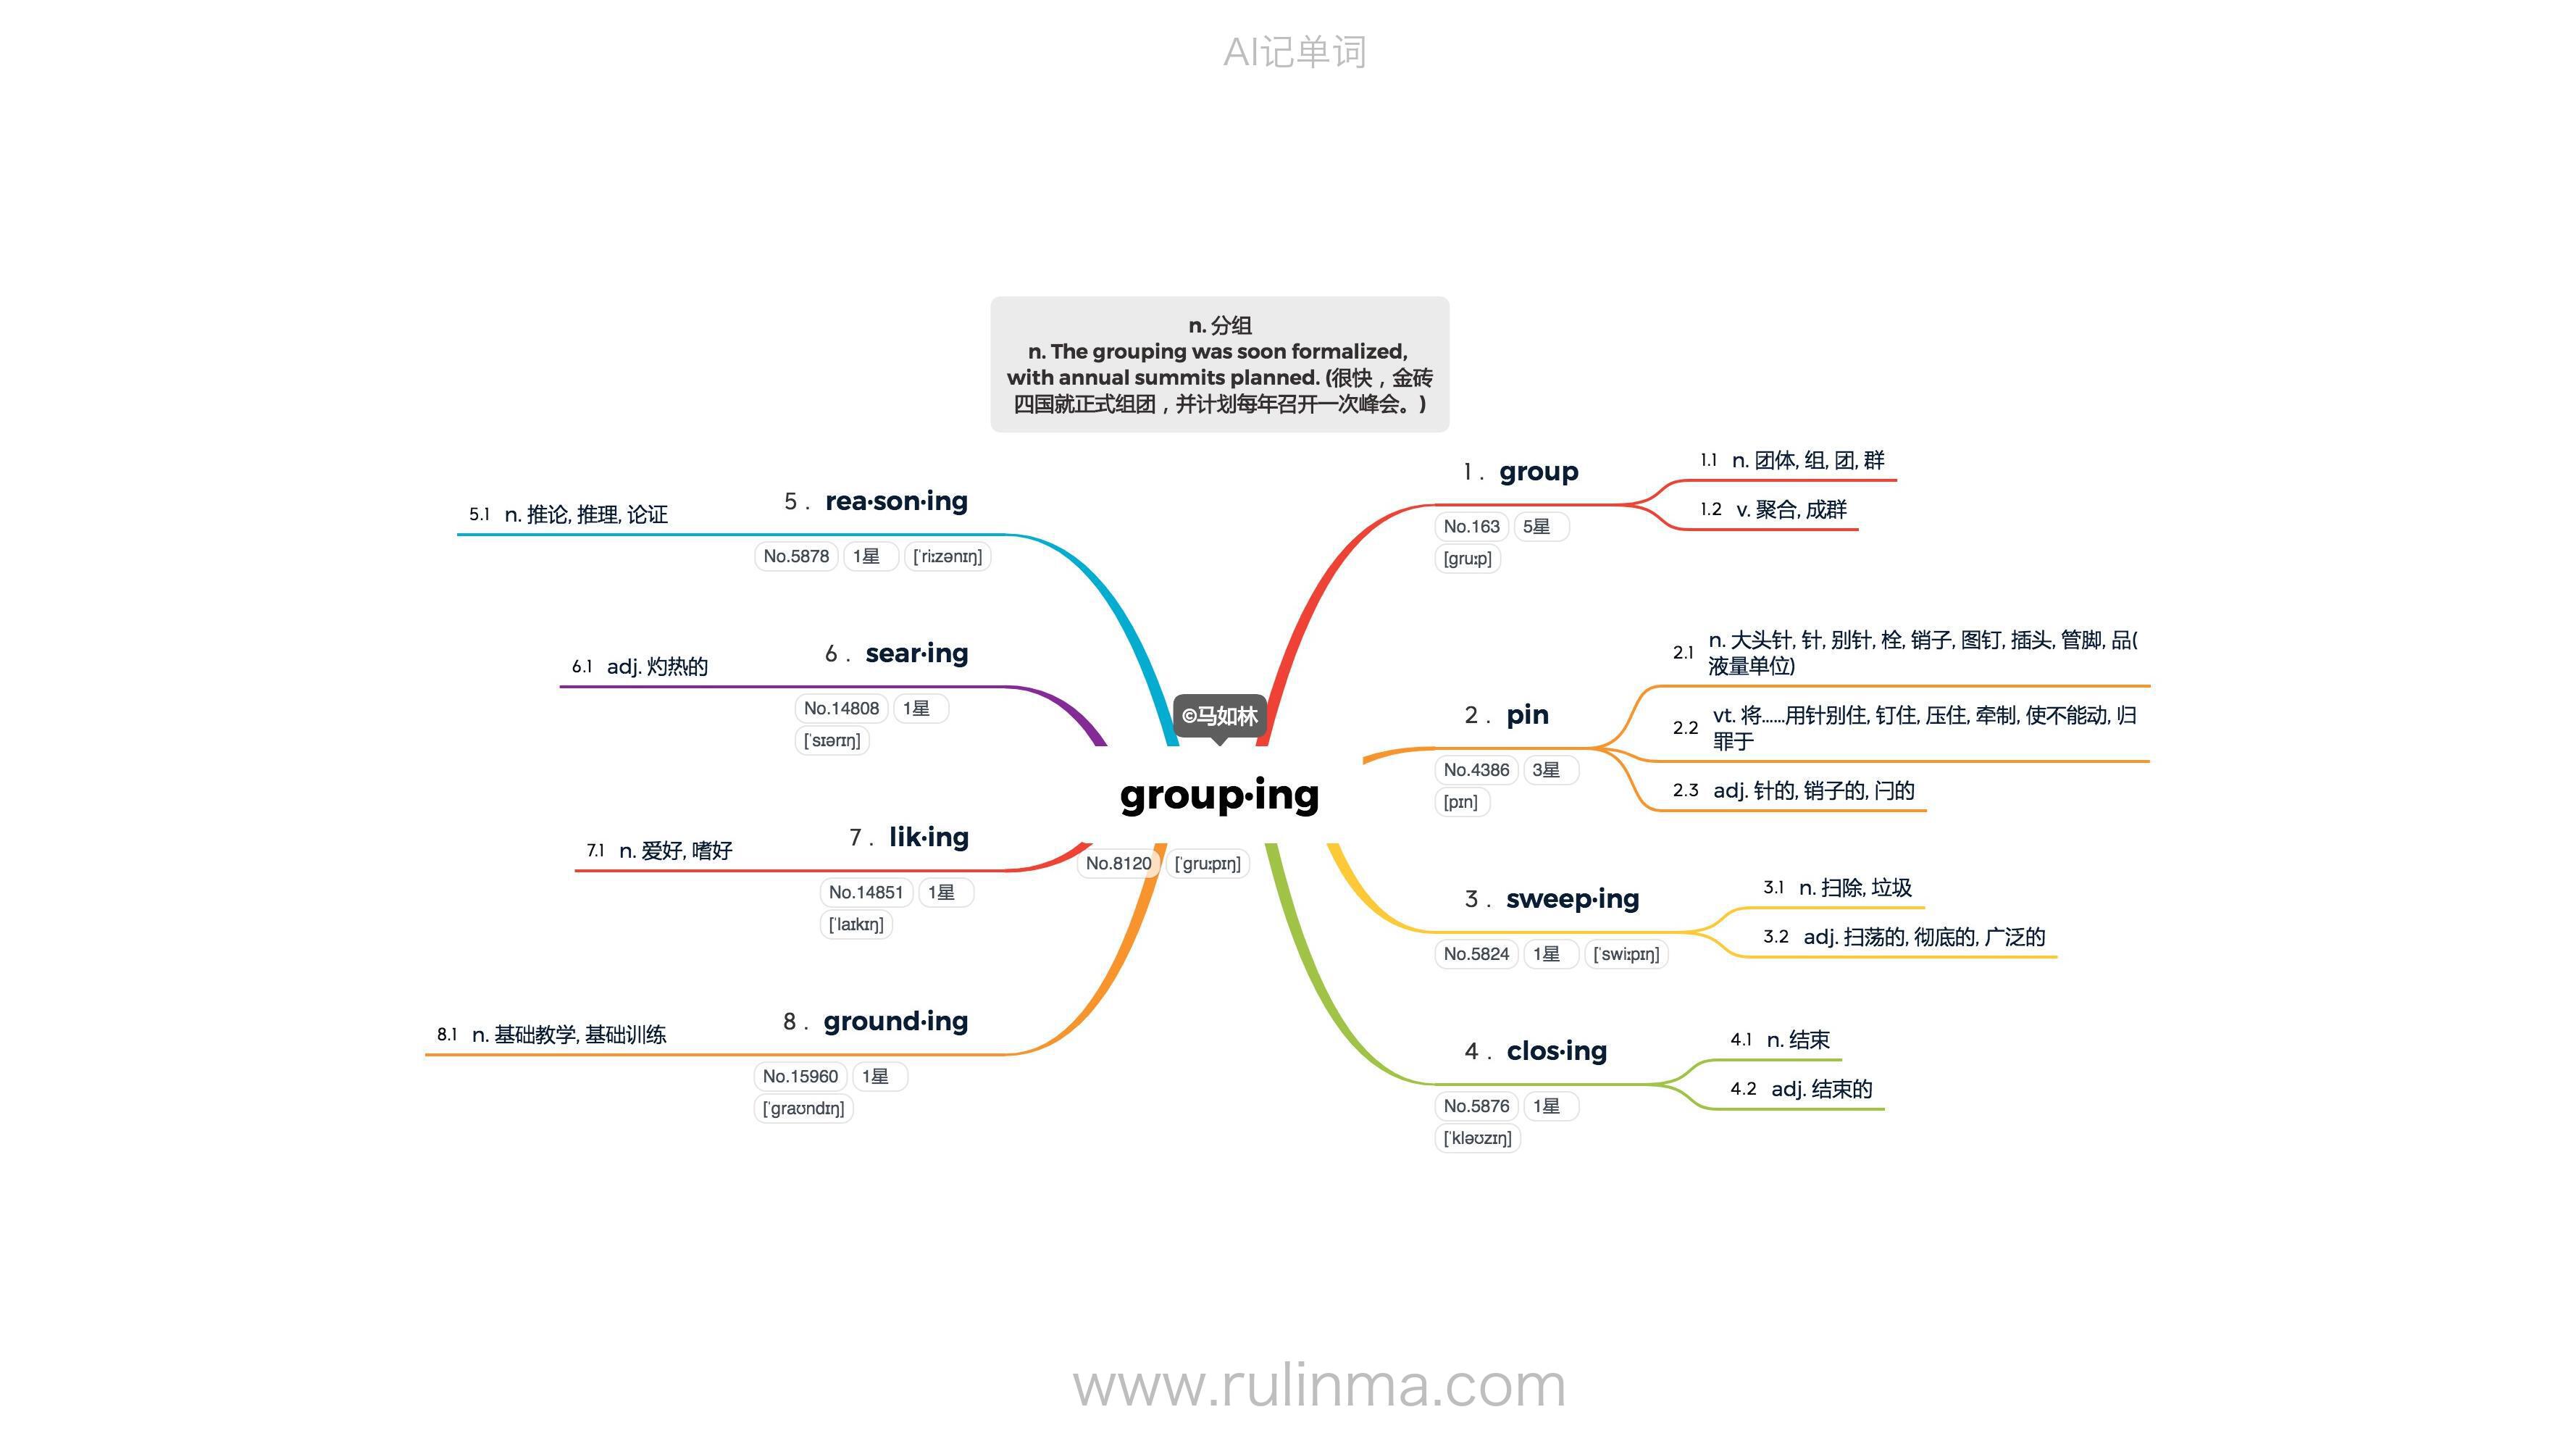 AI记单词
n. 分组
n. The grouping was soon formalized,
with annual summits planned. (很快，金砖
四国就正式组团，并计划每年召开一次峰会。)
©马如林
group·ing
No.8120 ['gruːpɪŋ]
1. group
No.163 5星
[gruːp]
1.1 n. 团体, 组, 团, 群
1.2 v. 聚合, 成群
2. pin
No.4386 3星
[pɪn]
2.1 n. 大头针, 针, 别针, 栓, 销子, 图钉, 插头, 管脚, 品(
液量单位)
2.2 vt. 将......用针别住, 钉住, 压住, 牵制, 使不能动, 归
罪于
2.3 adj. 针的, 销子的, 闩的
3. sweep·ing
No.5824 1星 ['swiːpɪŋ]
3.1 n. 扫除, 垃圾
3.2 adj. 扫荡的, 彻底的, 广泛的
4. clos·ing
No.5876 1星
['kləʊzɪŋ]
4.1 n. 结束
4.2 adj. 结束的
5. rea·son·ing
No.5878 1星 ['riːzənɪŋ]
5.1 n. 推论, 推理, 论证
6. sear·ing
No.14808 1星
['sɪərɪŋ]
6.1 adj. 灼热的
7. lik·ing
No.14851 1星
['laɪkɪŋ]
7.1 n. 爱好, 嗜好
8. ground·ing
No.15960 1星
['graʊndɪŋ]
8.1 n. 基础教学, 基础训练
www.rulinma.com